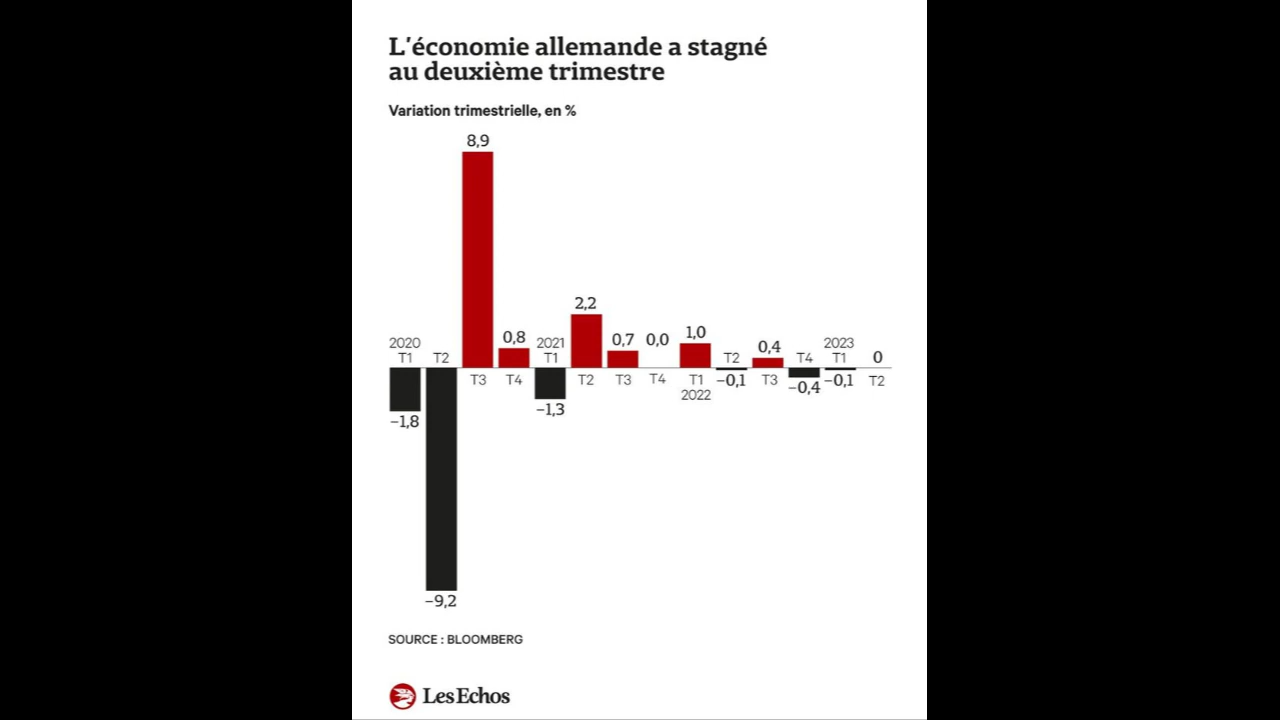 L'économie allemande a stagné
au deuxième trimestre
Variation trimestrielle, en %
8,9
2,2
2020 0,8 2021 0,7 0,0 1,0 0,4 2023
T1 T2 T1 T2 T4 T1 0
T3 T4 T2 T3 T4 T1 −0,1 T3 −0,4 −0,1 T2
2022
−1,8 −1,3
−9,2
SOURCE : BLOOMBERG
Les Echos